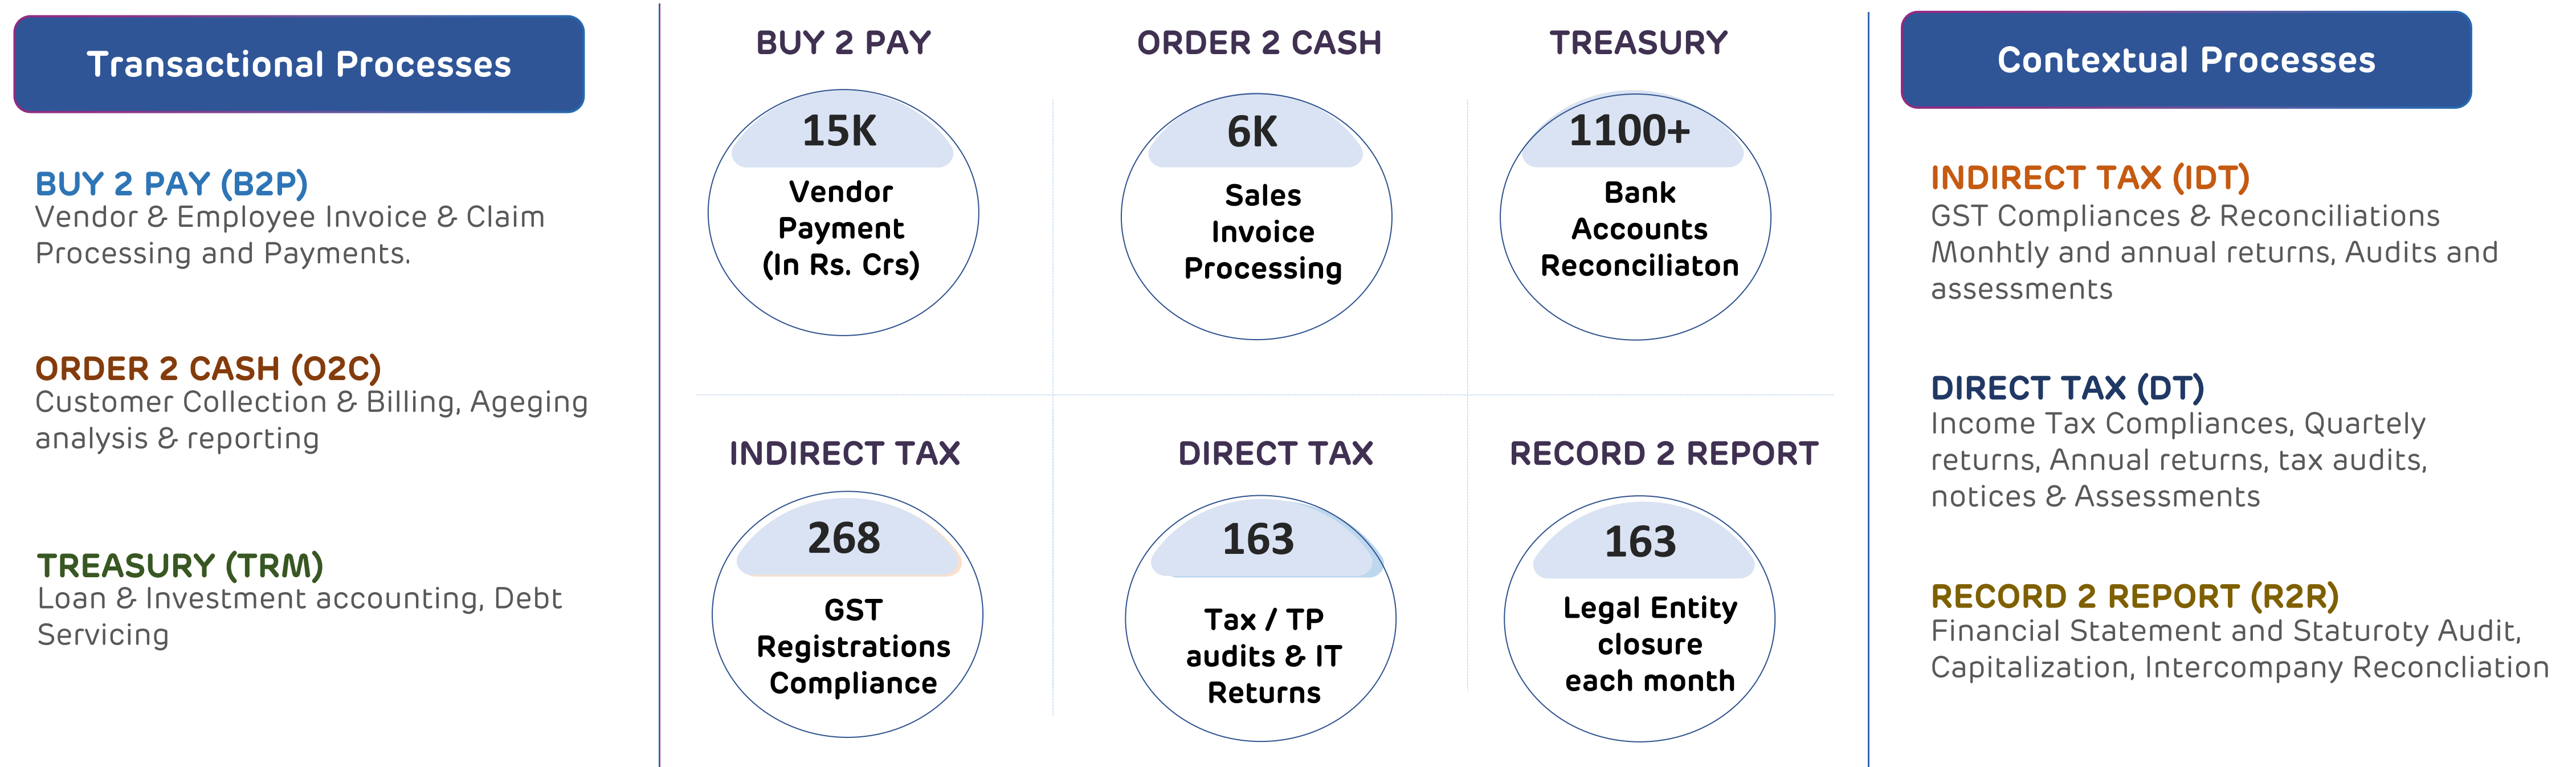 Transactional Processes
BUY 2 PAY (B2P)
Vendor & Employee Invoice & Claim
Processing and Payments.
ORDER 2 CASH (O2C)
Customer Collection & Billing, Ageging
analysis & reporting
TREASURY (TRM)
Loan & Investment accounting, Debt
Servicing
BUY 2 PAY
15K
Vendor
Payment
(In Rs. Crs)
ORDER 2 CASH
6K
Sales
Invoice
Processing
TREASURY
1100+
Bank
Accounts
Reconciliaton
INDIRECT TAX
268
GST
Registrations
Compliance
DIRECT TAX
163
Tax / TP
audits & IT
Returns
RECORD 2 REPORT
163
Legal Entity
closure
each month
Contextual Processes
INDIRECT TAX (IDT)
GST Compliances & Reconciliations
Monhtly and annual returns, Audits and
assessments
DIRECT TAX (DT)
Income Tax Compliances, Quartely
returns, Annual returns, tax audits,
notices & Assessments
RECORD 2 REPORT (R2R)
Financial Statement and Staturoty Audit,
Capitalization, Intercompany Reconcliation